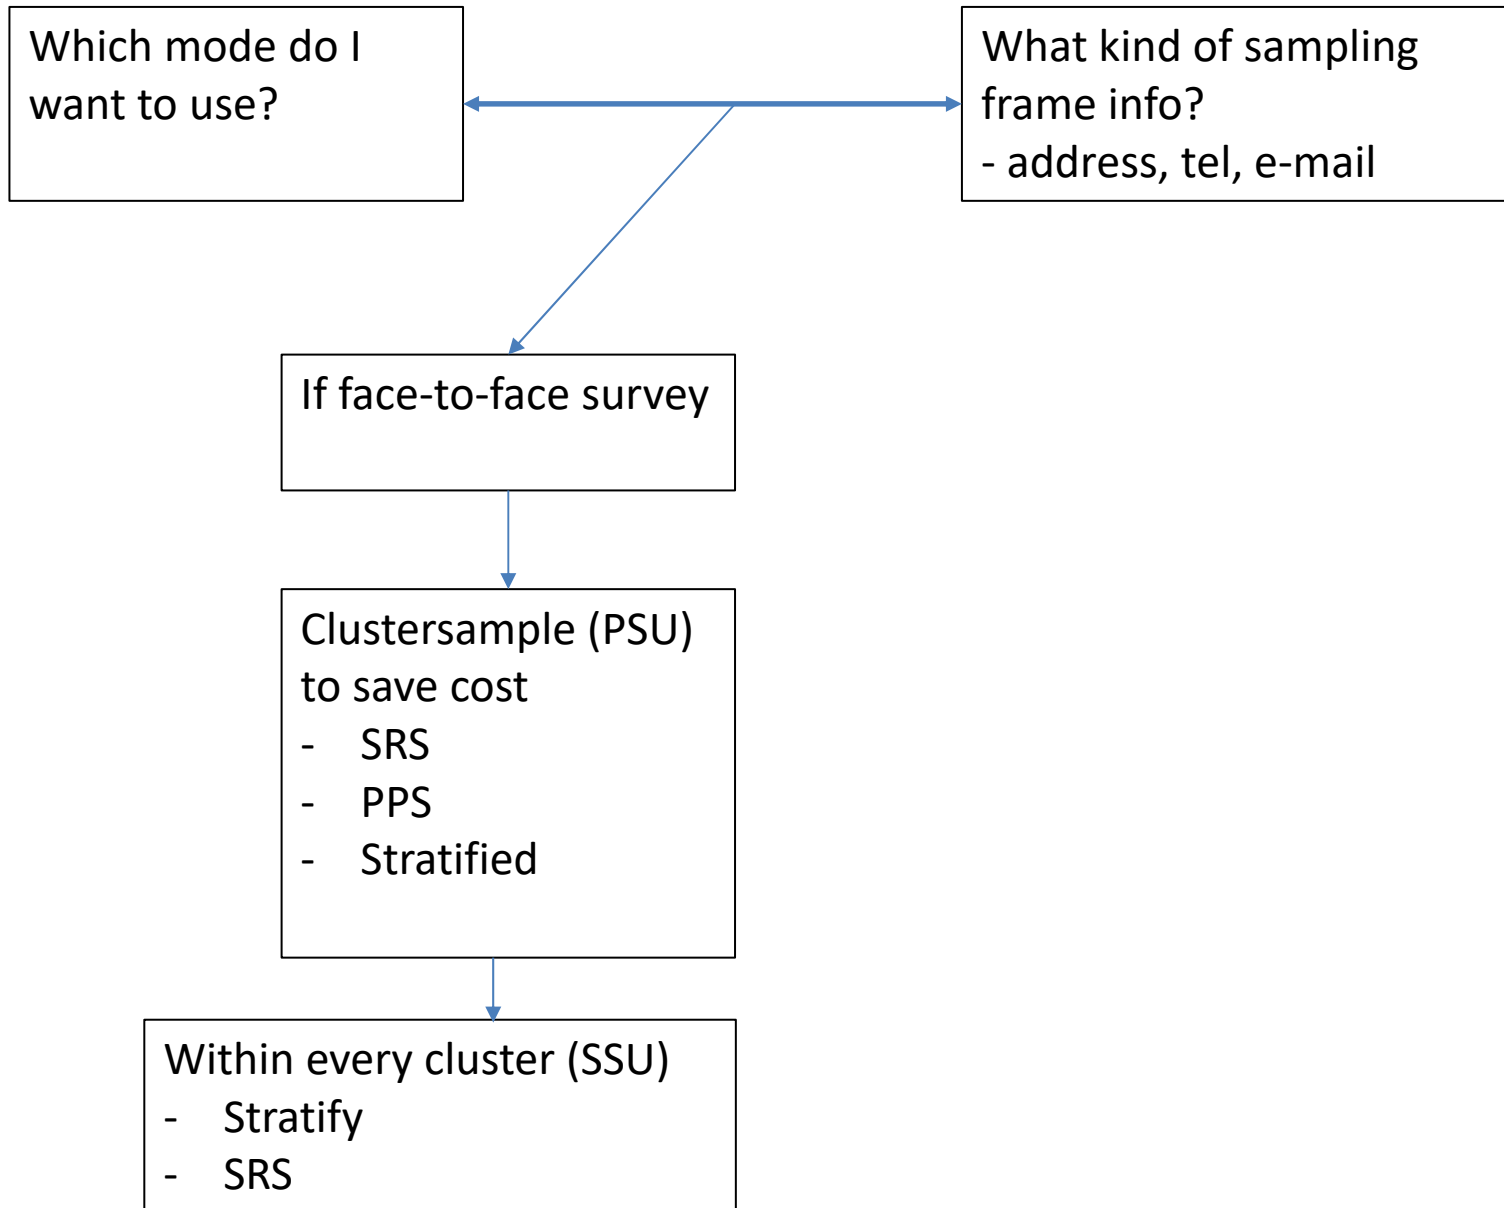 Which mode do I
want to use?
What kind of sampling
frame info?
- address, tel, e-mail
If face-to-face survey
Clustersample (PSU)
to save cost
- SRS
- PPS
- Stratified
Within every cluster (SSU)
- Stratify
- SRS